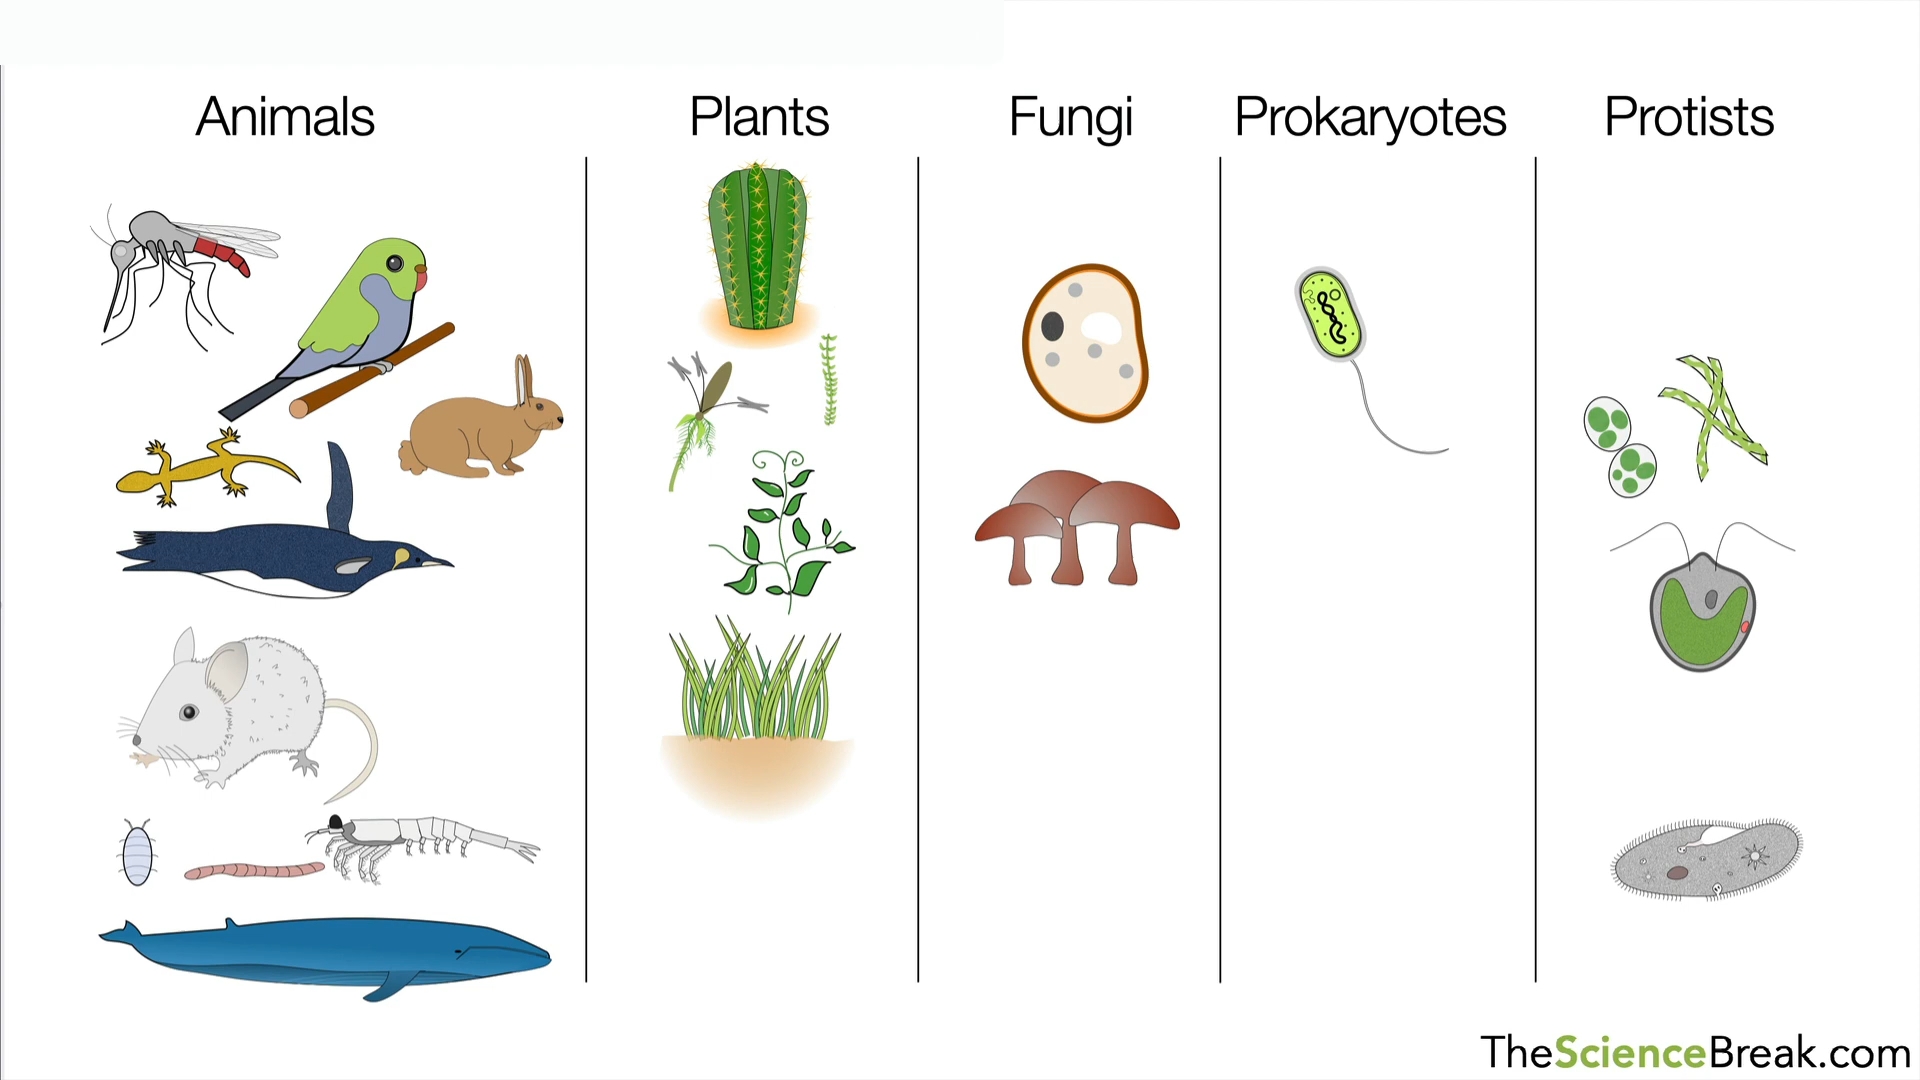 Animals
Plants
Fungi
Prokaryotes
Protists
TheScienceBreak.com